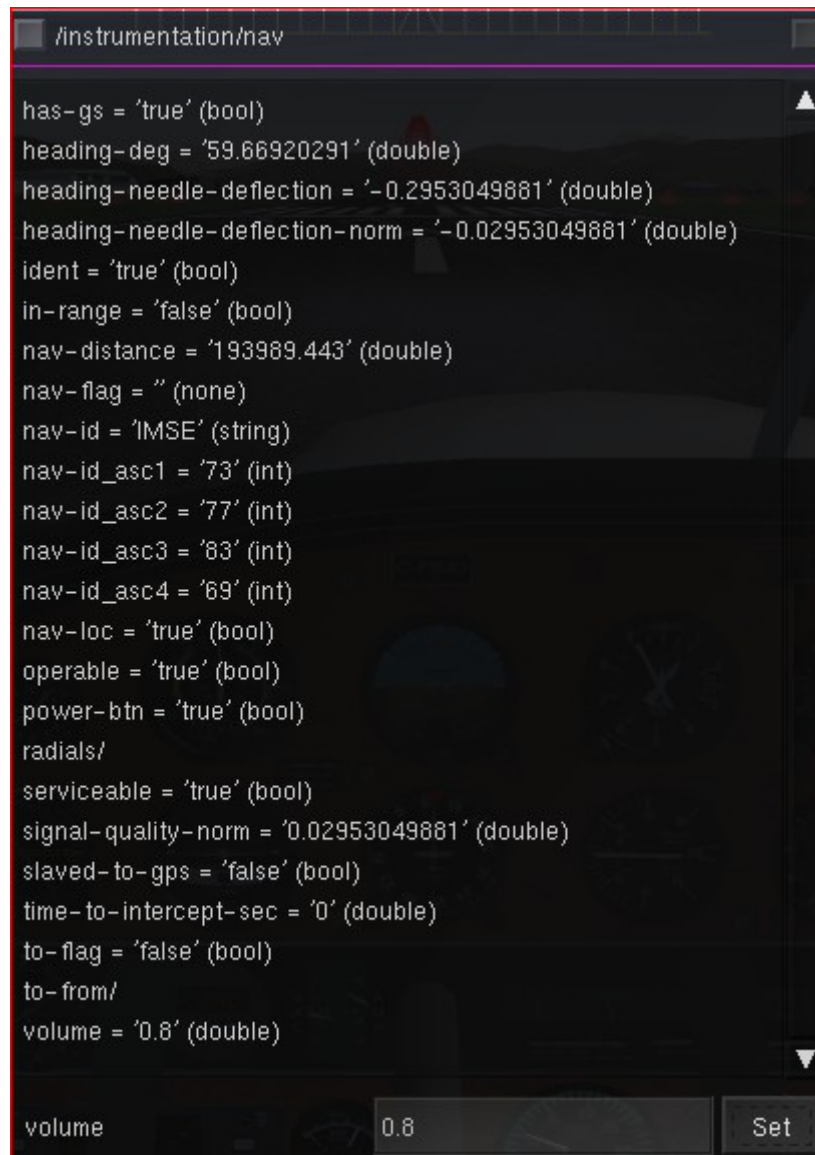 /instrumentation/nav
has-gs = 'true' (bool)
heading-deg = '59.66920291' (double)
heading-needle-deflection = '-0.2953049881' (double)
heading-needle-deflection-norm = '-0.02953049881' (double)
ident = 'true' (bool)
in-range = 'false' (bool)
nav-distance = '193989.443' (double)
nav-flag = '' (none)
nav-id = 'IMSE' (string)
nav-id_asc1 = '73' (int)
nav-id_asc2 = '77' (int)
nav-id_asc3 = '83' (int)
nav-id_asc4 = '69' (int)
nav-loc = 'true' (bool)
operable = 'true' (bool)
power-btn = 'true' (bool)
radials/
serviceable = 'true' (bool)
signal-quality-norm = '0.02953049881' (double)
slaved-to-gps = 'false' (bool)
time-to-intercept-sec = '0' (double)
to-flag = 'false' (bool)
to-from/
volume = '0.8' (double)
volume 0.8 Set